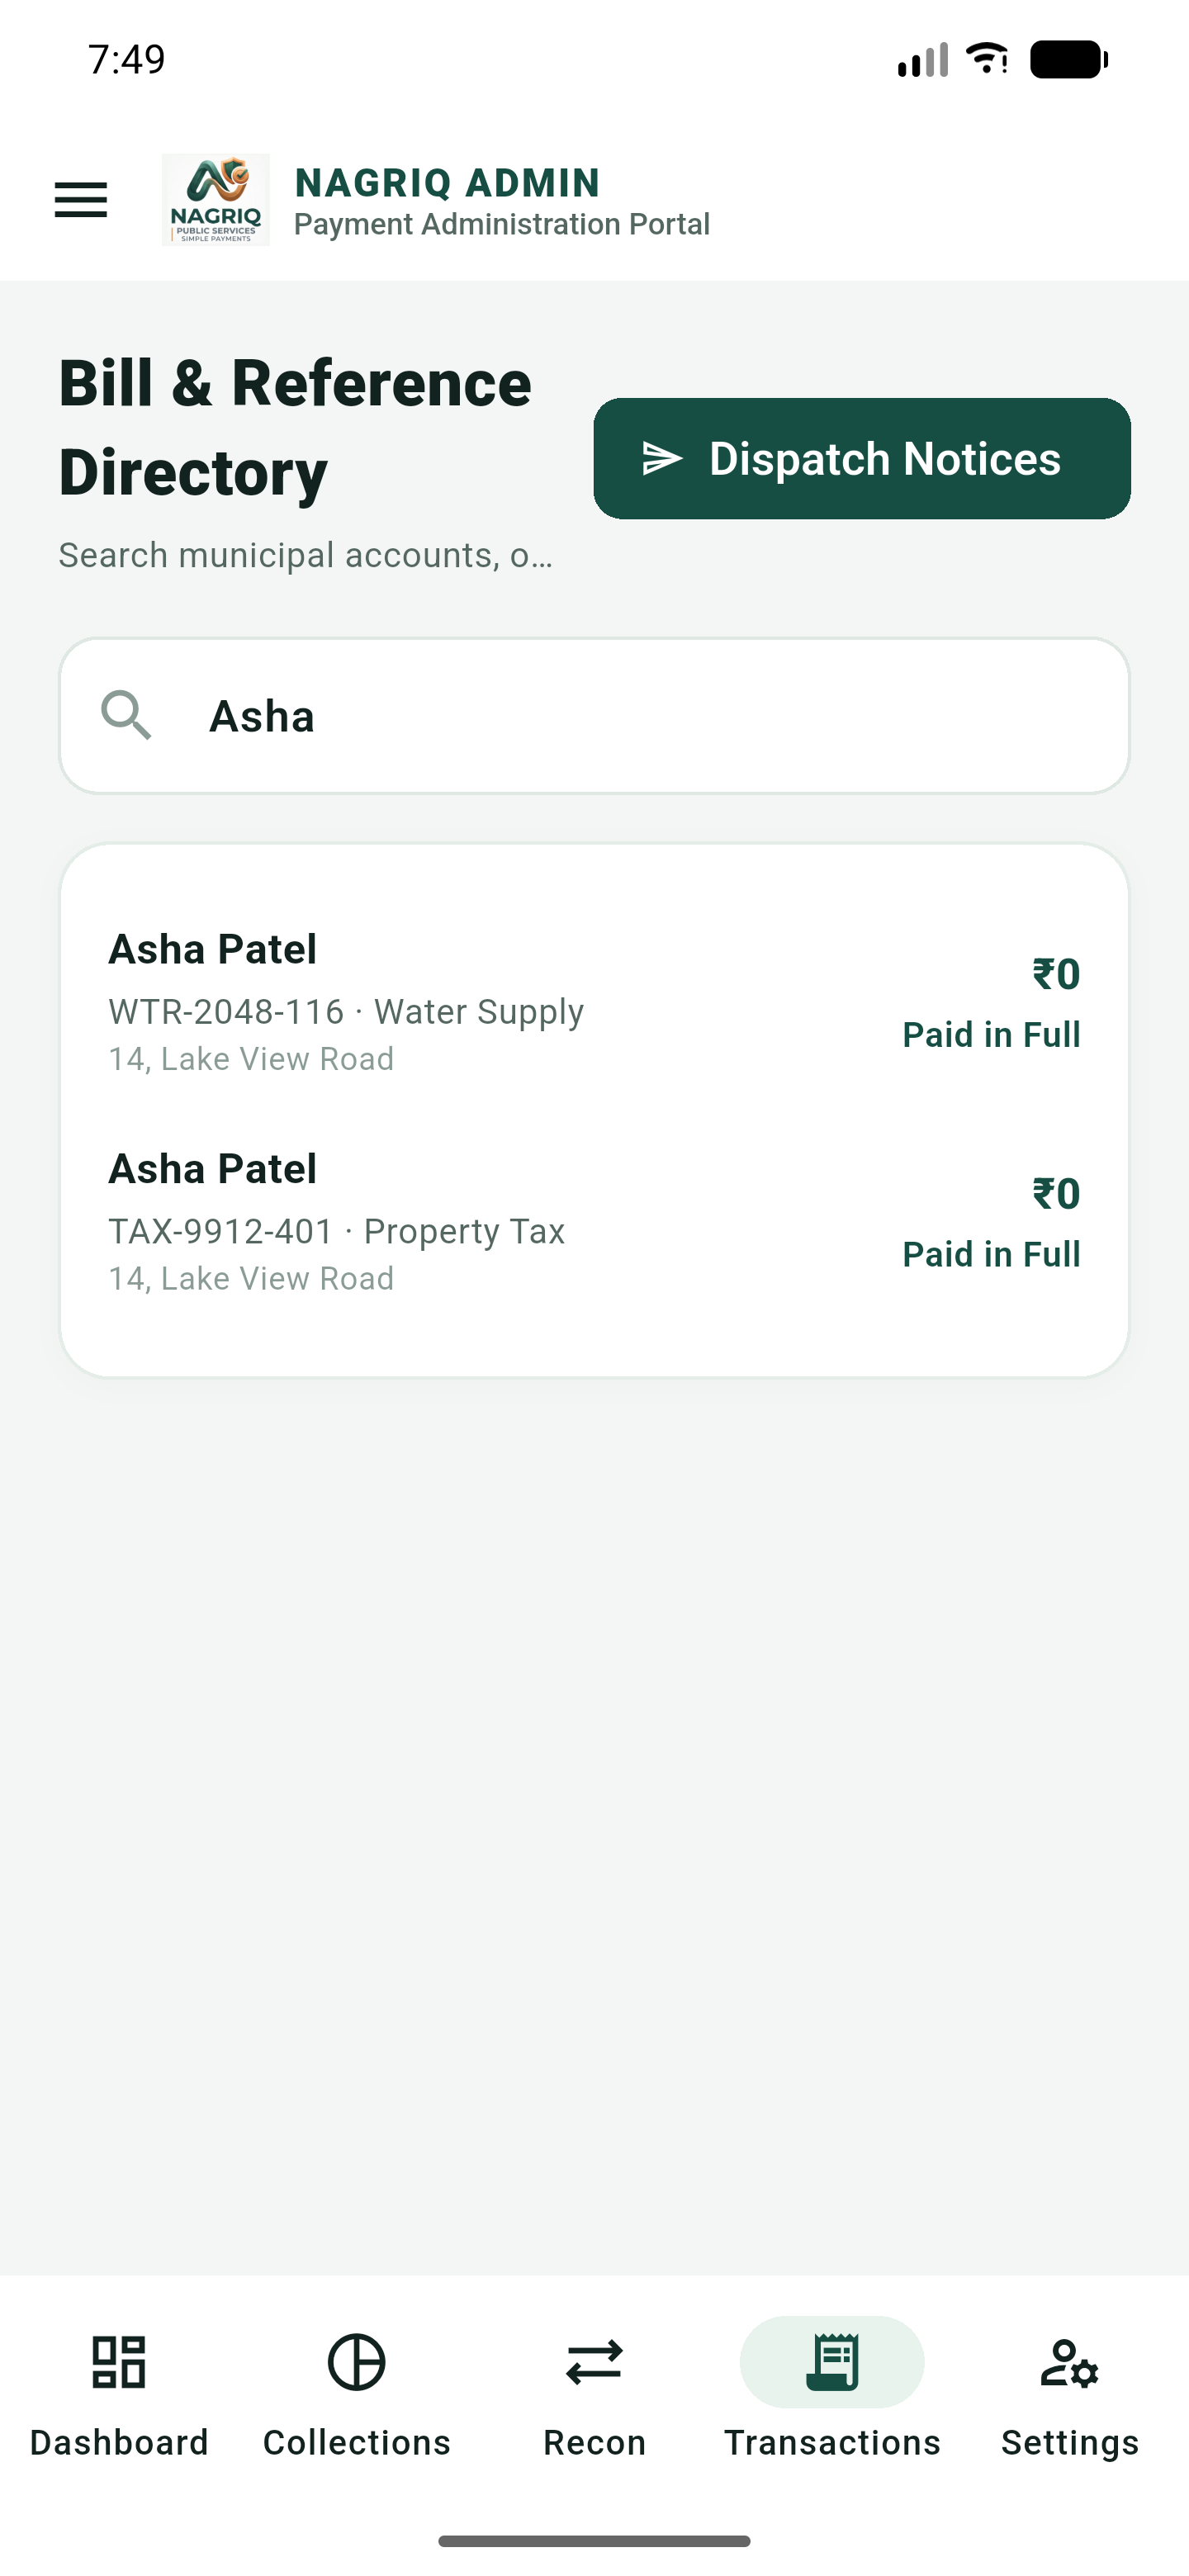 7:49
NAGRIQ
PUBLIC SERVICES
SIMPLE PAYMENTS
NAGRIQ ADMIN
Payment Administration Portal
Bill & Reference
Directory
Dispatch Notices
Search municipal accounts, o...
Asha
Asha Patel
₹0
WTR-2048-116 · Water Supply
Paid in Full
14, Lake View Road
Asha Patel
₹0
TAX-9912-401 · Property Tax
Paid in Full
14, Lake View Road
Dashboard
Collections
Recon
Transactions
Settings